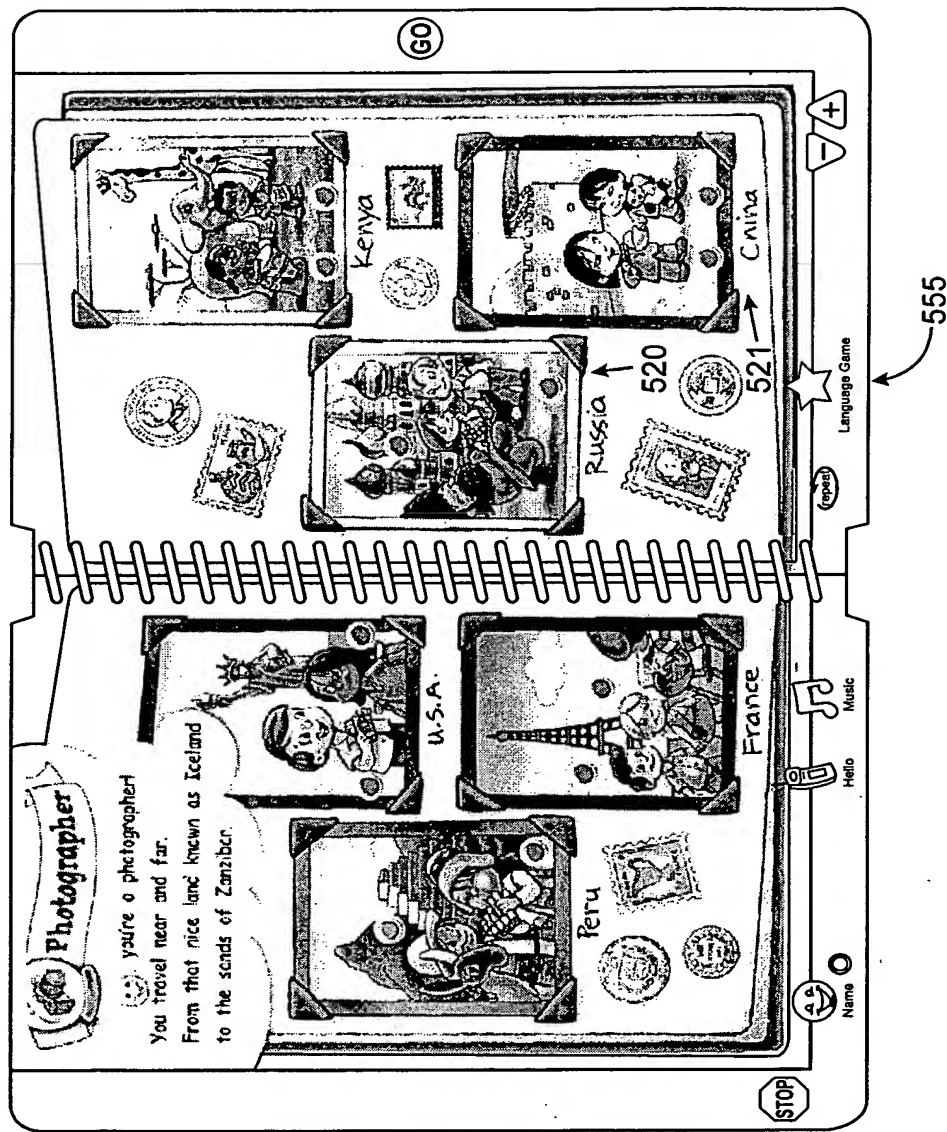 Photographer
you're a photographer!
You travel near and far.
From that nice land known as Iceland
to the sands of Zanzibar.
U.S.A.
Peru
France
Kenya
Russia
China
520
521
STOP
GO
Name
Hello
Music
repeat
Language Game
− +
555